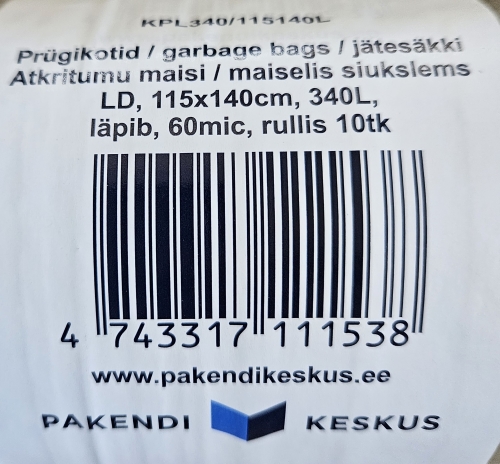 KPL340/115140L
Prügikotid / garbage bags / jätesäkki
Atkritumu maisi / maiselis siukslems
LD, 115x140cm, 340L,
läpib, 60mic, rullis 10tk
4 743317 111538
www.pakendikeskus.ee
PAKENDI KESKUS